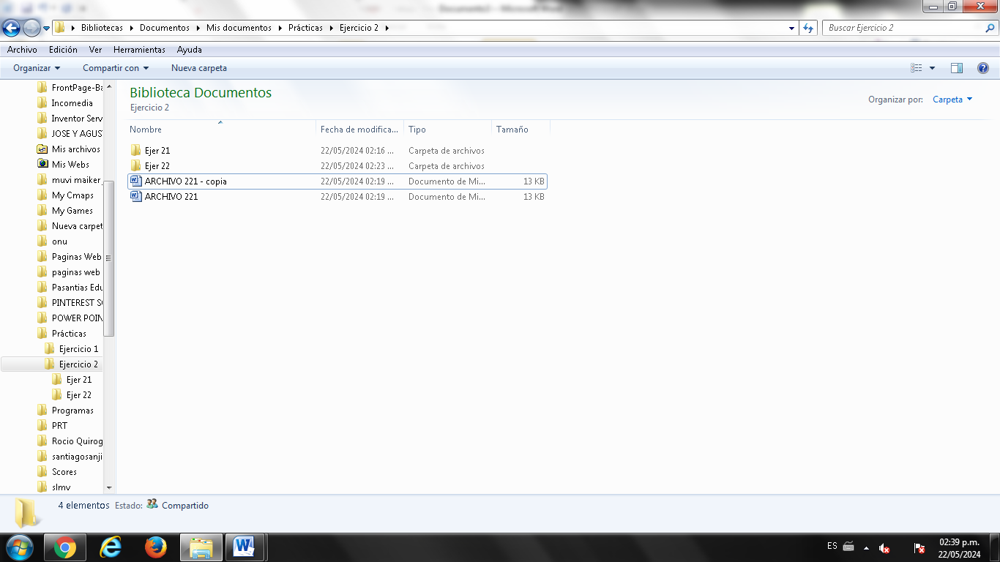 Bibliotecas Documentos Mis documentos Prácticas Ejercicio 2
Buscar Ejercicio 2
Archivo Edición Ver Herramientas Ayuda
Organizar Compartir con Nueva carpeta
FrontPage-Ba
Incomedia
Inventor Serv
JOSE Y AGUS
Mis archivos
Mis Webs
muvi maiker
My Cmaps
My Games
Nueva carpet
onu
Paginas Web
paginas web
Pasantias Edu
PINTEREST S
POWER POIN
Prácticas
Ejercicio 1
Ejercicio 2
Ejer 21
Ejer 22
Programas
PRT
Rocio Quirog
santiagosanji
Scores
slmv
Biblioteca Documentos
Ejercicio 2
Organizar por: Carpeta
Nombre Fecha de modifica... Tipo Tamaño
Ejer 21 22/05/2024 02:16 ... Carpeta de archivos
Ejer 22 22/05/2024 02:23 ... Carpeta de archivos
ARCHIVO 221 - copia 22/05/2024 02:19 ... Documento de Mi... 13 KB
ARCHIVO 221 22/05/2024 02:19 ... Documento de Mi... 13 KB
4 elementos Estado: Compartido
ES
02:39 p.m.
22/05/2024